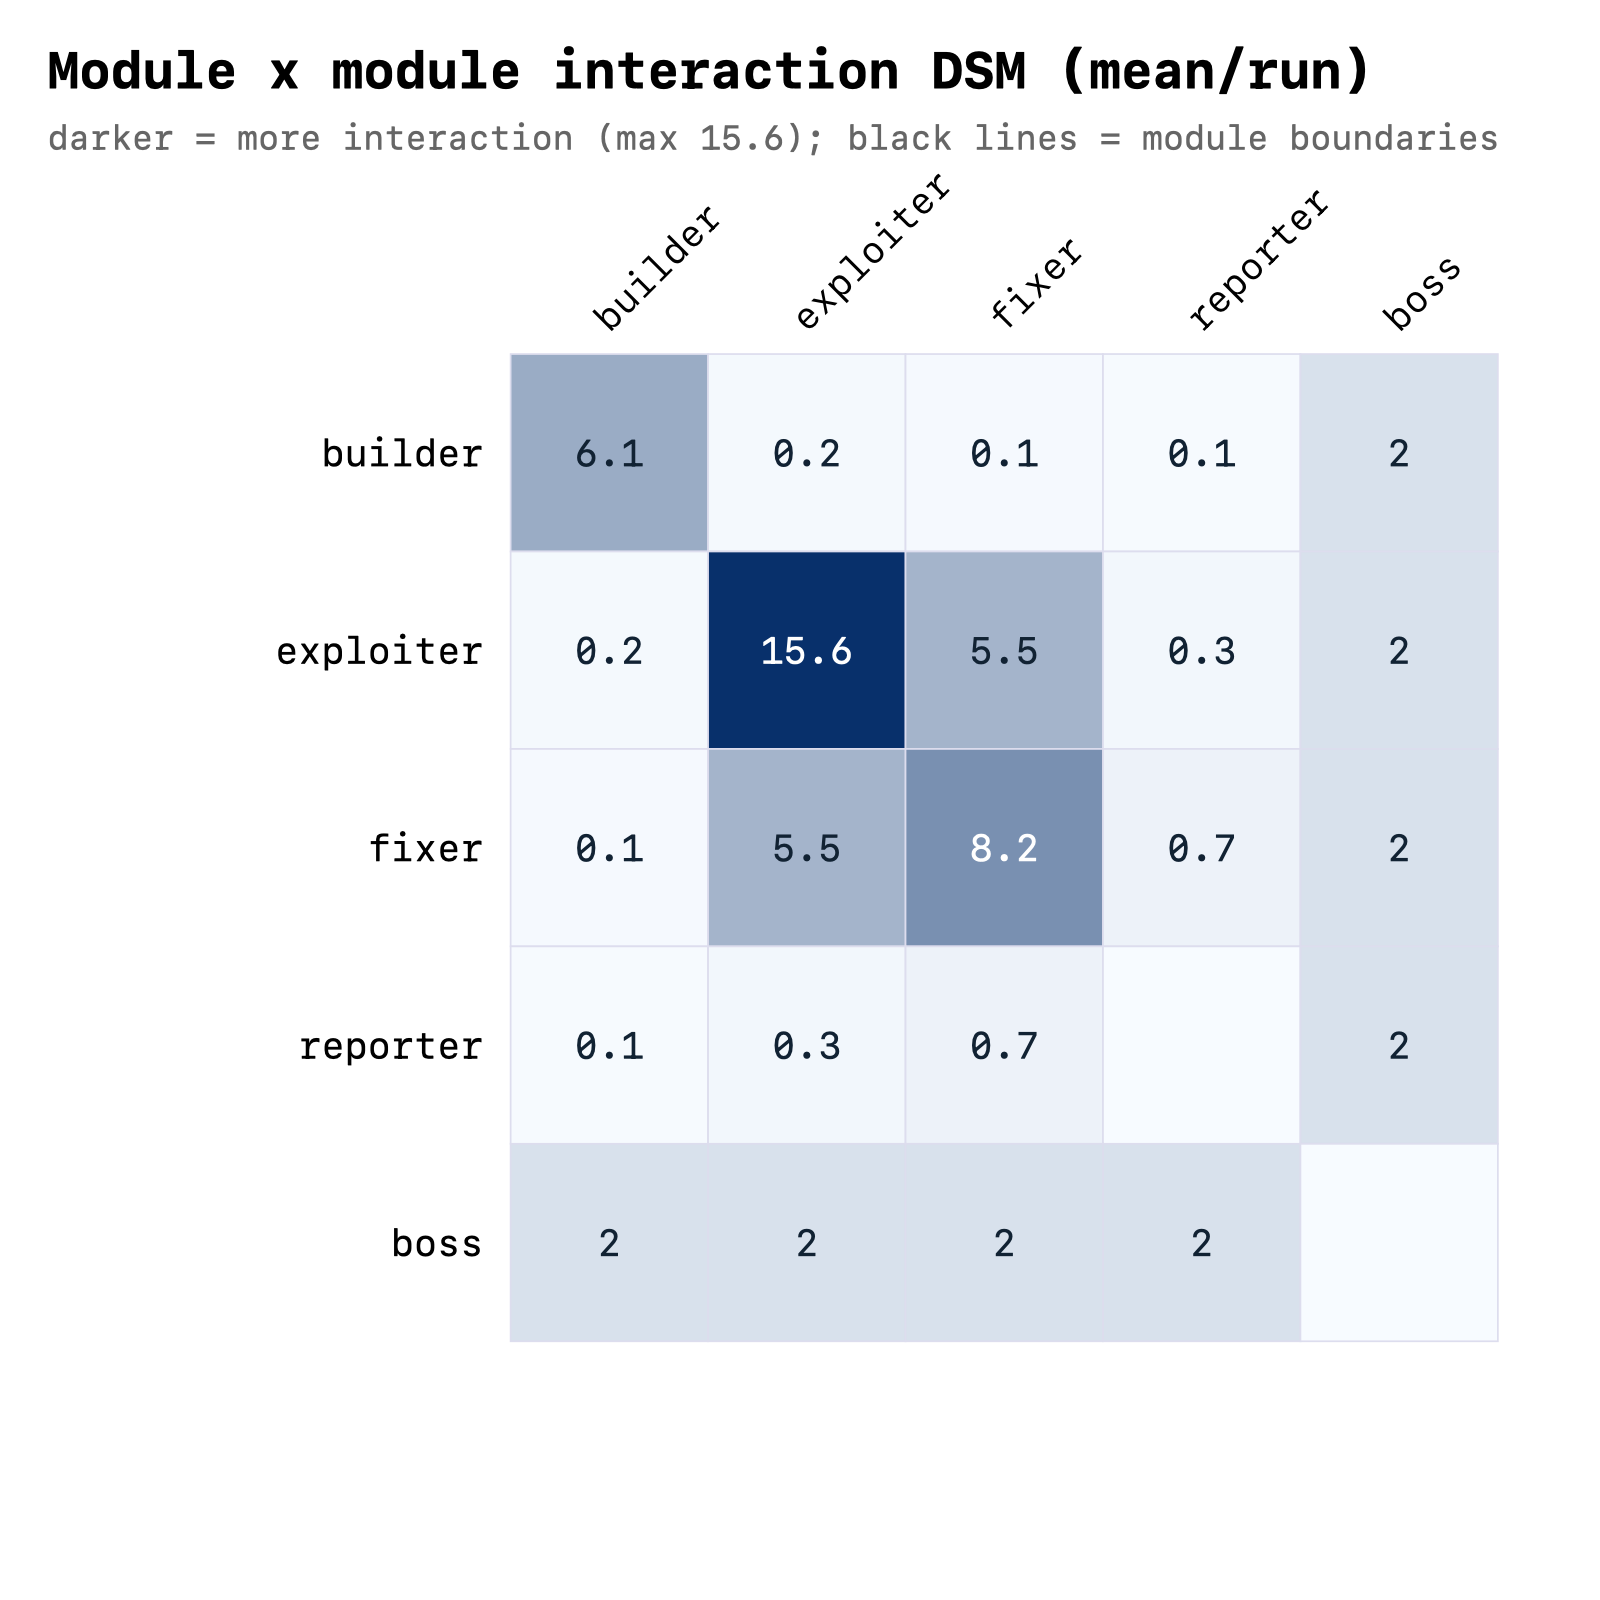 Module x module interaction DSM (mean/run)
darker = more interaction (max 15.6); black lines = module boundaries
builder exploiter fixer reporter boss
builder 6.1 0.2 0.1 0.1 2
exploiter 0.2 15.6 5.5 0.3 2
fixer 0.1 5.5 8.2 0.7 2
reporter 0.1 0.3 0.7 2
boss 2 2 2 2